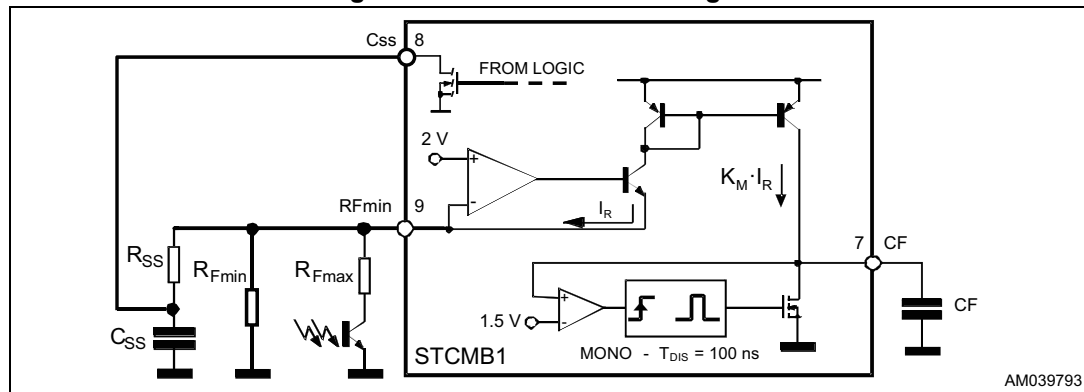 Css
8
FROM LOGIC
2 V
+
-
RFmin
9
I_R
K_M·I_R
7
CF
R_SS
R_Fmin
R_Fmax
C_SS
+
1.5 V
-
CF
STCMB1
MONO - T_DIS = 100 ns
AM039793